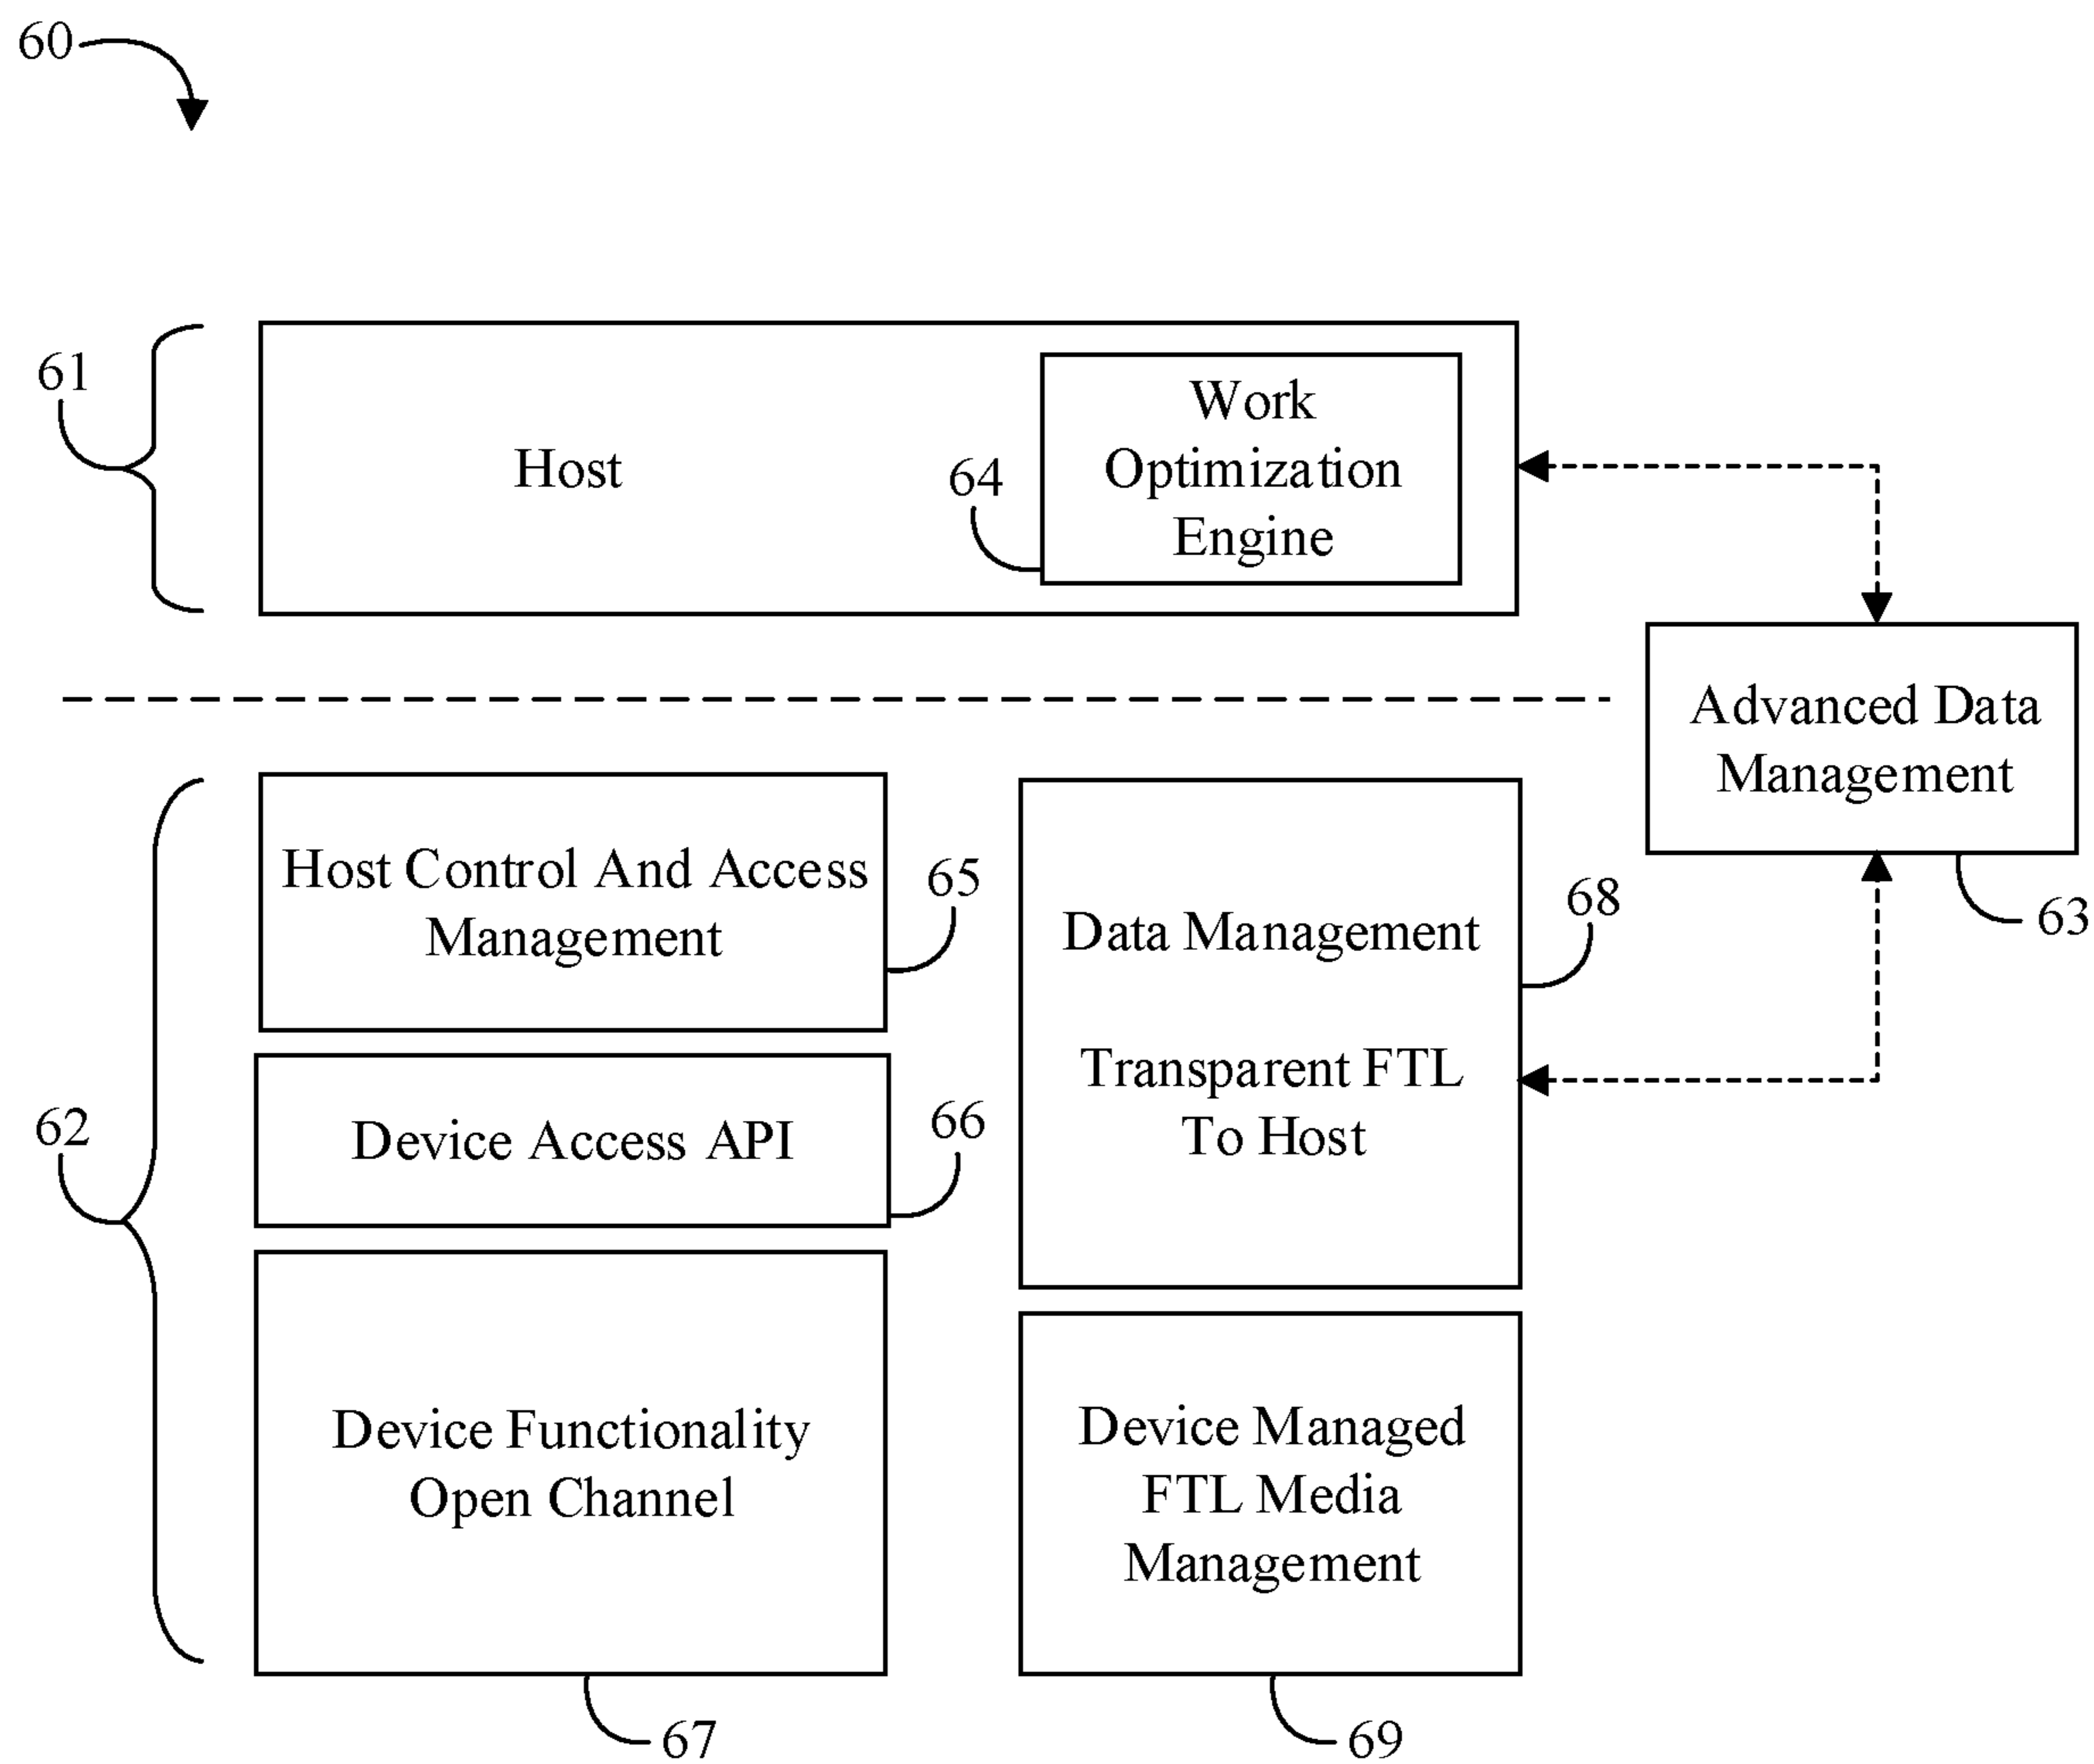 60
61
Host
64
Work
Optimization
Engine
Advanced Data
Management
63
62
Host Control And Access
Management
65
Device Access API
66
Device Functionality
Open Channel
67
Data Management
Transparent FTL
To Host
68
Device Managed
FTL Media
Management
69